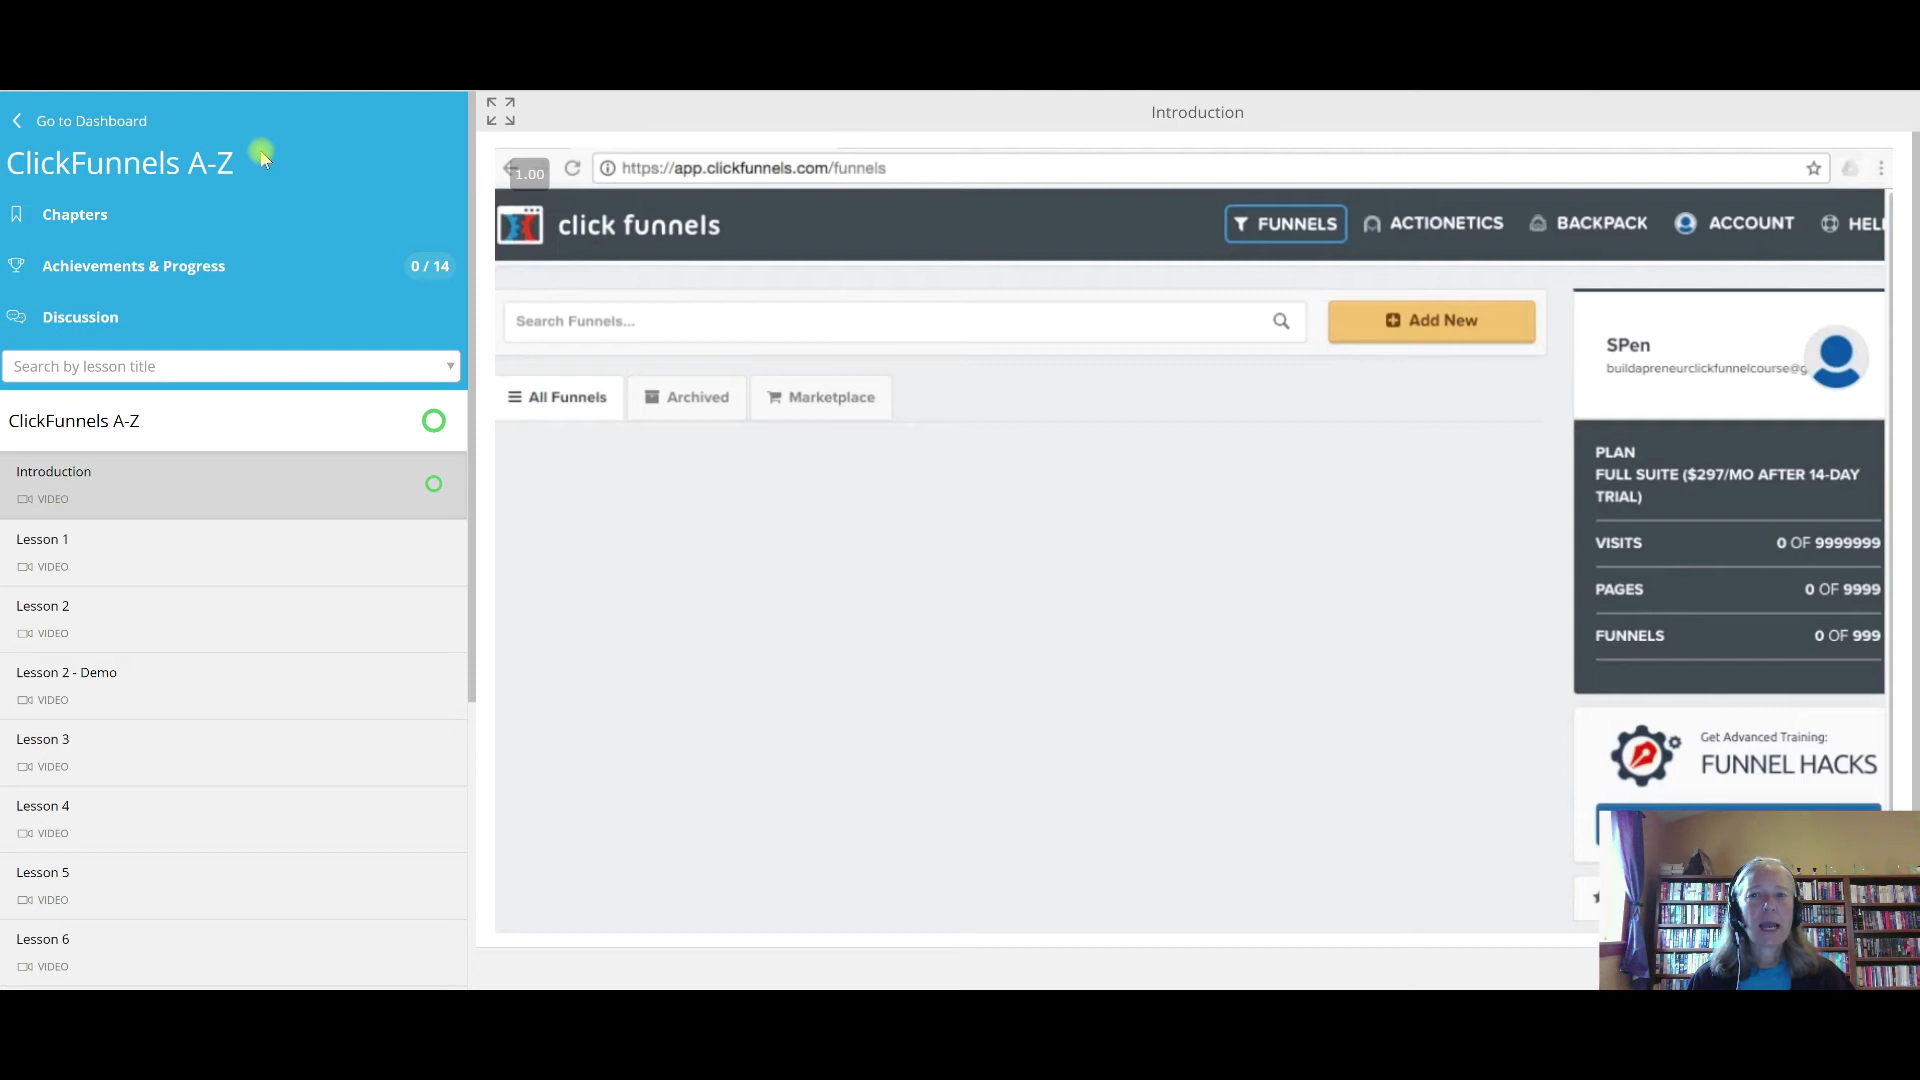 Go to Dashboard
ClickFunnels A-Z
Chapters
Achievements & Progress
0 / 14
Discussion
Search by lesson title
ClickFunnels A-Z
Introduction
VIDEO
Lesson 1
VIDEO
Lesson 2
VIDEO
Lesson 2 - Demo
VIDEO
Lesson 3
VIDEO
Lesson 4
VIDEO
Lesson 5
VIDEO
Lesson 6
VIDEO
Introduction
1.00
https://app.clickfunnels.com/funnels
click funnels
FUNNELS
ACTIONETICS
BACKPACK
ACCOUNT
HEL
Search Funnels...
Add New
All Funnels
Archived
Marketplace
SPen
buildapreneurclickfunnelcourse@g
PLAN
FULL SUITE ($297/MO AFTER 14-DAY
TRIAL)
VISITS 0 OF 9999999
PAGES 0 OF 9999
FUNNELS 0 OF 999
Get Advanced Training:
FUNNEL HACKS